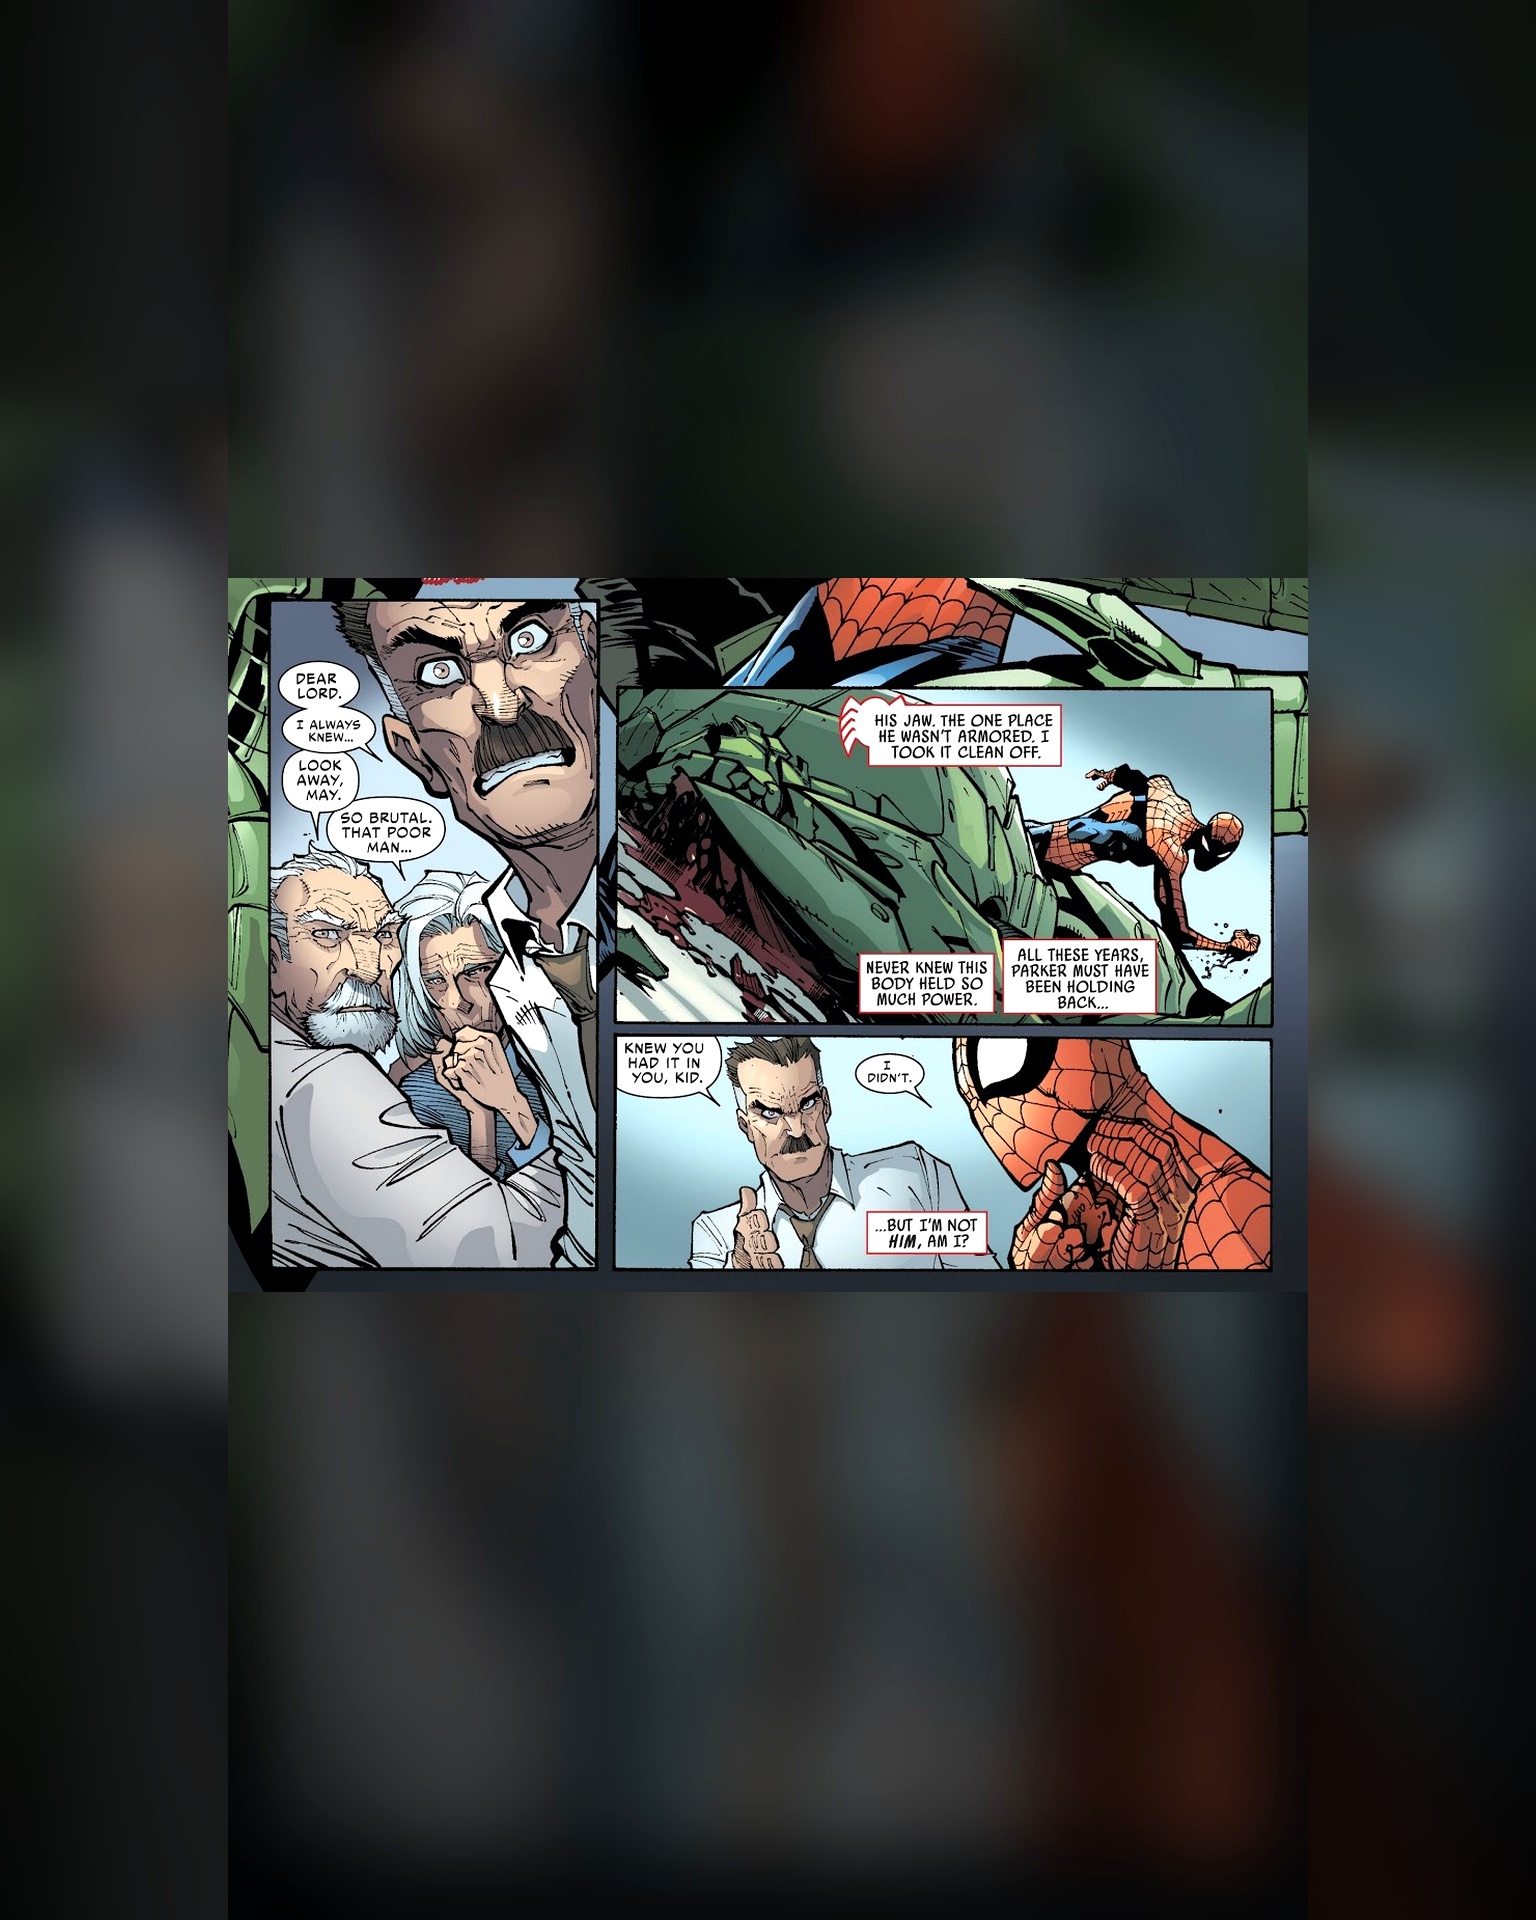 DEAR
LORD.
I ALWAYS
KNEW...
LOOK
AWAY,
MAY.
SO BRUTAL.
THAT POOR
MAN...
HIS JAW. THE ONE PLACE
HE WASN'T ARMORED. I
TOOK IT CLEAN OFF.
NEVER KNEW THIS
BODY HELD SO
MUCH POWER.
ALL THESE YEARS,
PARKER MUST HAVE
BEEN HOLDING
BACK...
KNEW YOU
HAD IT IN
YOU, KID.
I
DIDN'T.
...BUT I'M NOT
HIM, AM I?